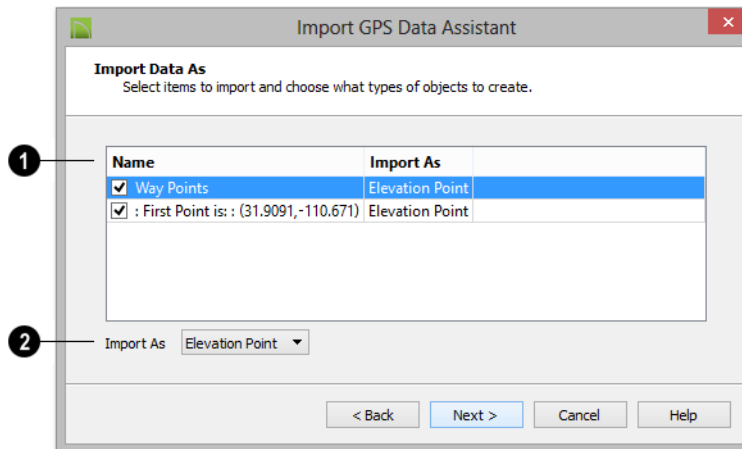 Import GPS Data Assistant
Import Data As
Select items to import and choose what types of objects to create.
1
Name Import As
Way Points Elevation Point
: First Point is: : (31.9091,-110.671) Elevation Point
2
Import As Elevation Point
< Back Next > Cancel Help